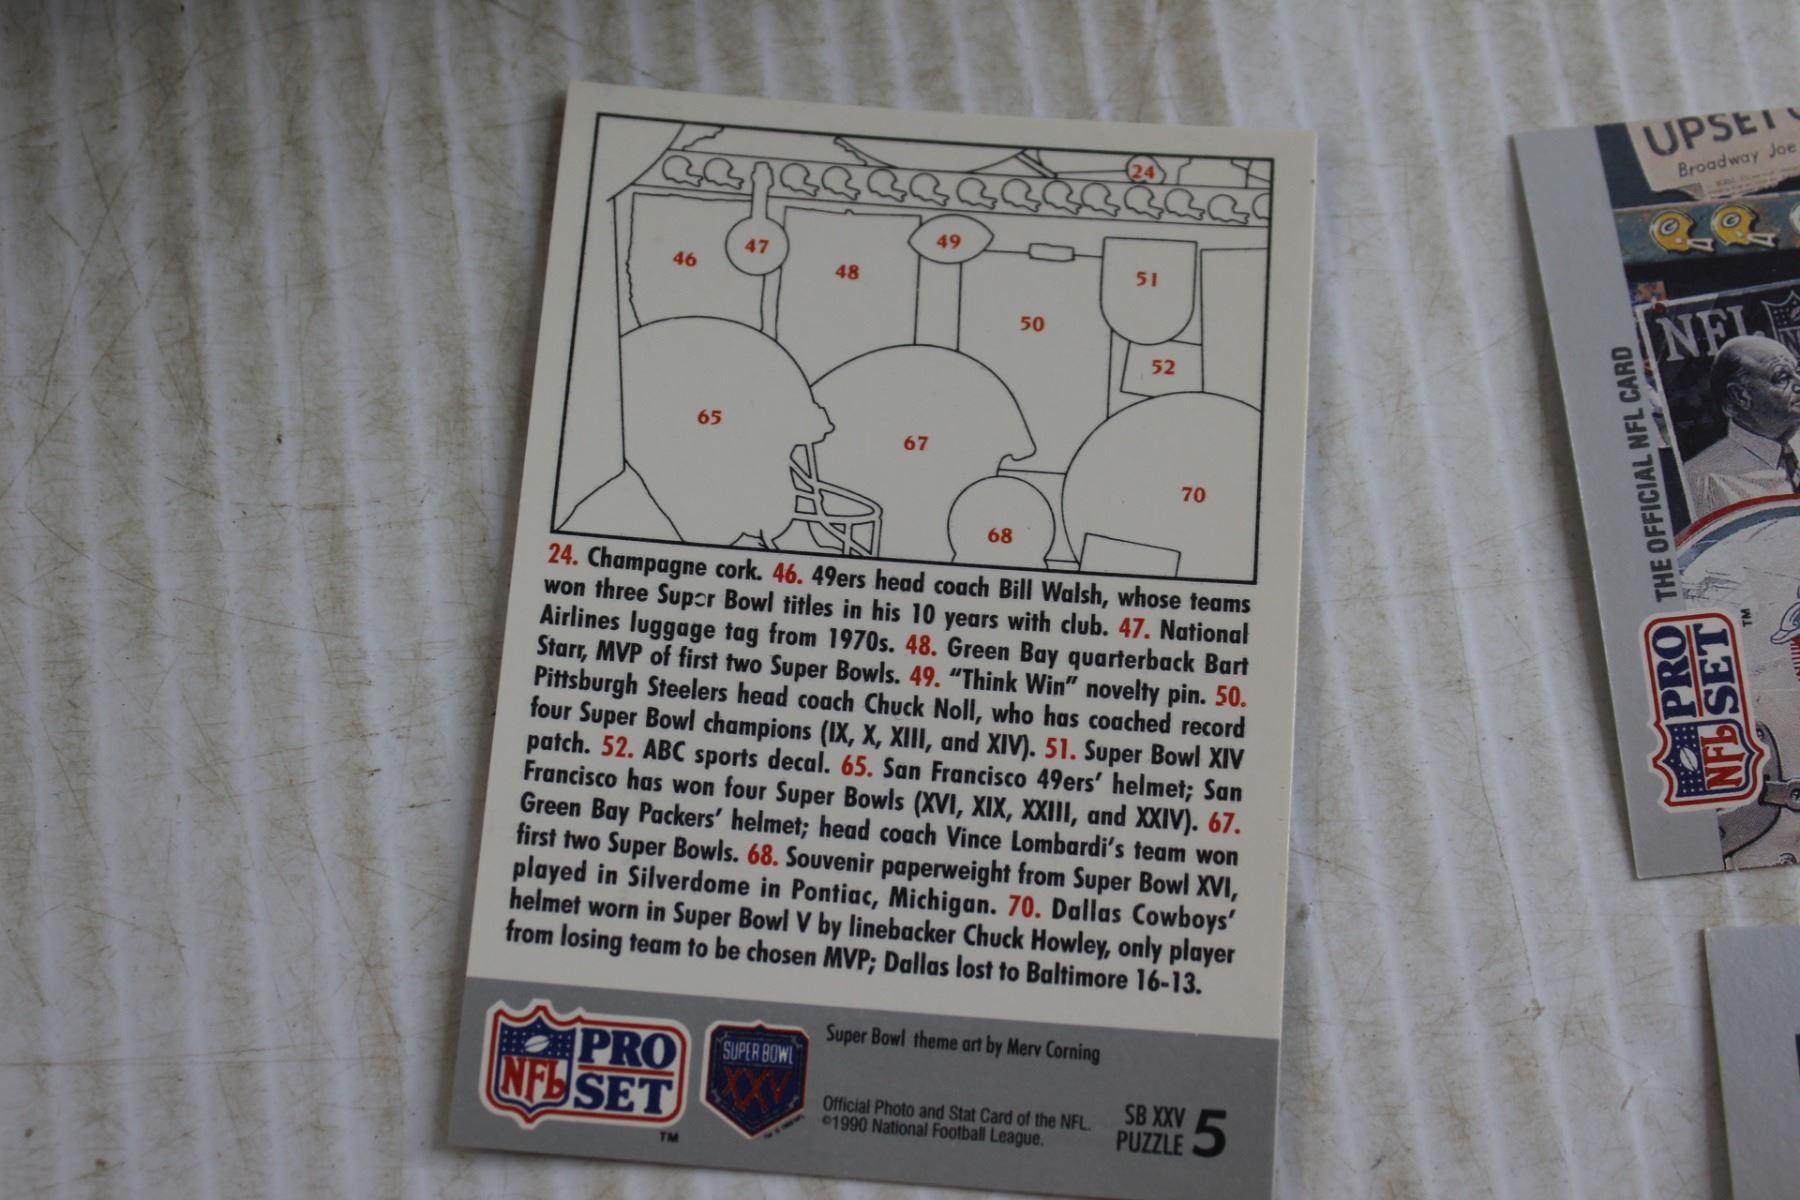 24
46
47
48
49
50
51
52
65
67
68
70
24. Champagne cork. 46. 49ers head coach Bill Walsh, whose teams
won three Super Bowl titles in his 10 years with club. 47. National
Airlines luggage tag from 1970s. 48. Green Bay quarterback Bart
Starr, MVP of first two Super Bowls. 49. “Think Win” novelty pin. 50.
Pittsburgh Steelers head coach Chuck Noll, who has coached record
four Super Bowl champions (IX, X, XIII, and XIV). 51. Super Bowl XIV
patch. 52. ABC sports decal. 65. San Francisco 49ers’ helmet; San
Francisco has won four Super Bowls (XVI, XIX, XXIII, and XXIV). 67.
Green Bay Packers’ helmet; head coach Vince Lombardi’s team won
first two Super Bowls. 68. Souvenir paperweight from Super Bowl XVI,
played in Silverdome in Pontiac, Michigan. 70. Dallas Cowboys’
helmet worn in Super Bowl V by linebacker Chuck Howley, only player
from losing team to be chosen MVP; Dallas lost to Baltimore 16-13.
NFL PRO SET ™
SUPER BOWL
XXV
Super Bowl theme art by Merv Corning
Official Photo and Stat Card of the NFL.
©1990 National Football League.
SB XXV
PUZZLE 5
UPSET
Broadway Joe
G
G
NFL
THE OFFICIAL NFL CARD
PRO SET NFL ™